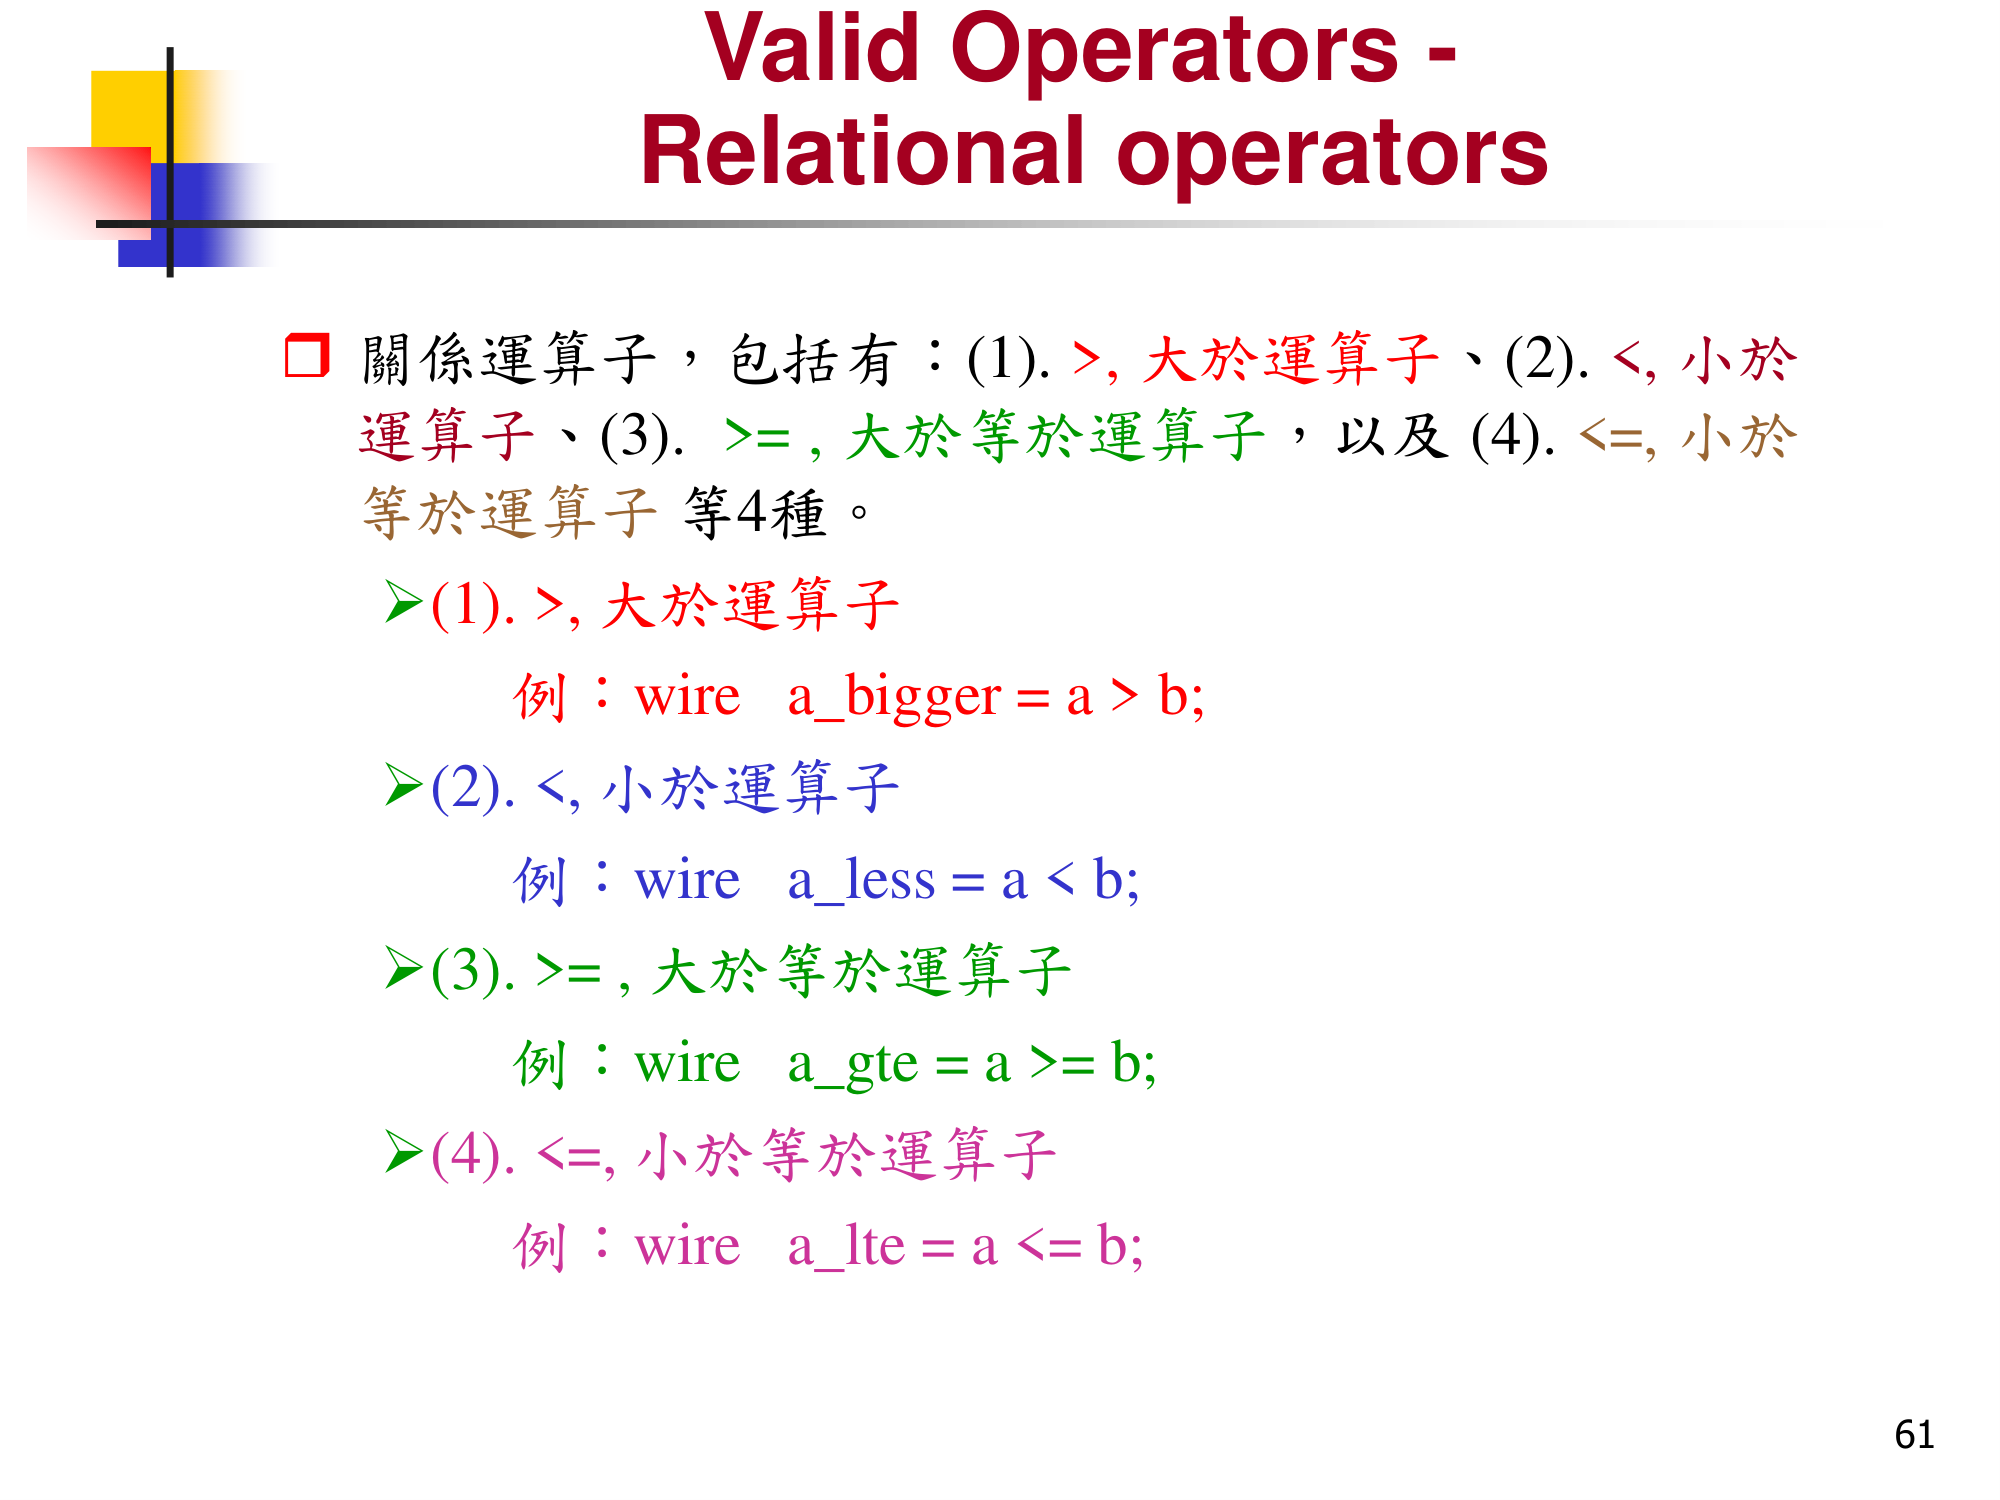 Valid Operators -
Relational operators
關係運算子，包括有：(1). >, 大於運算子、(2). <, 小於
運算子、(3). >= , 大於等於運算子，以及 (4). <=, 小於
等於運算子 等4種。
(1). >, 大於運算子
例：wire a_bigger = a > b;
(2). <, 小於運算子
例：wire a_less = a < b;
(3). >= , 大於等於運算子
例：wire a_gte = a >= b;
(4). <=, 小於等於運算子
例：wire a_lte = a <= b;
61